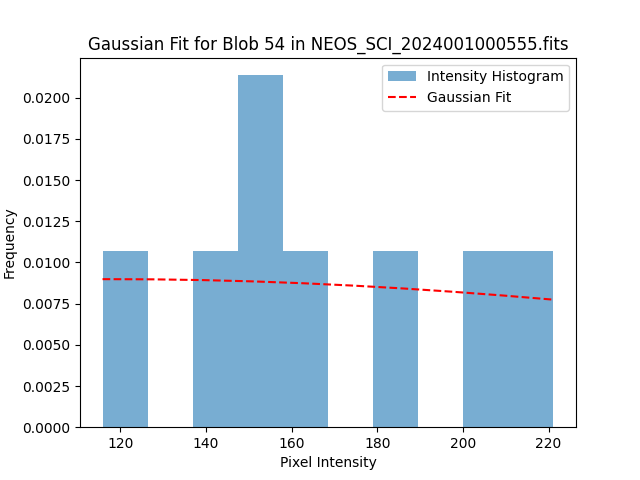 Gaussian Fit for Blob 54 in NEOS_SCI_2024001000555.fits
Intensity Histogram
Gaussian Fit
Frequency
0.0200
0.0175
0.0150
0.0125
0.0100
0.0075
0.0050
0.0025
0.0000
120 140 160 180 200 220
Pixel Intensity